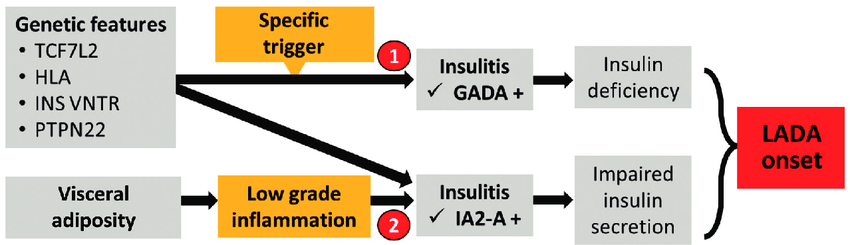 Genetic features
• TCF7L2
• HLA
• INS VNTR
• PTPN22
Specific
trigger
1
Insulitis
✓ GADA +
Insulin
deficiency
LADA
onset
Visceral
adiposity
Low grade
inflammation
2
Insulitis
✓ IA2-A +
Impaired
insulin
secretion